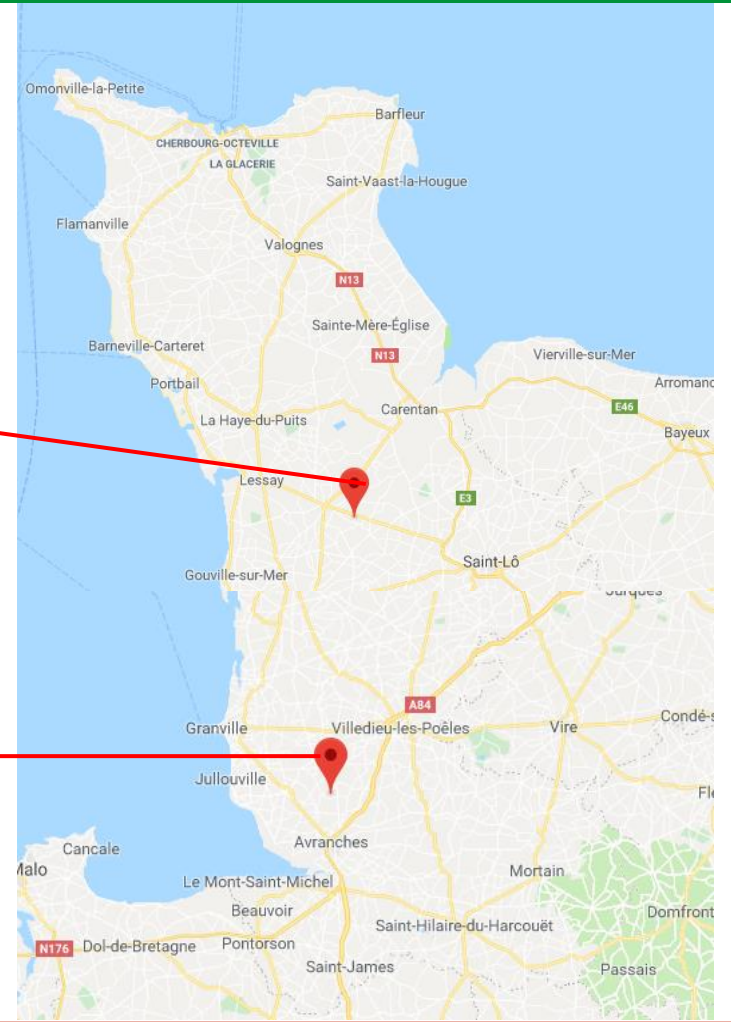 Omonville-la-Petite
Barfleur
CHERBOURG-OCTEVILLE
LA GLACERIE
Saint-Vaast-la-Hougue
Flamanville
Valognes
N13
Sainte-Mère-Église
Barneville-Carteret
N13
Vierville-sur-Mer
Portbail
Arromanc
La Haye-du-Puits
Carentan
E46
Bayeux
Lessay
E3
Saint-Lô
Gouville-sur-Mer
A84
Granville
Villedieu-les-Poêles
Vire
Condé-s
Jullouville
Fle
Avranches
Cancale
Malo
Le Mont-Saint-Michel
Mortain
Beauvoir
Domfront
Saint-Hilaire-du-Harcouët
N176
Dol-de-Bretagne
Pontorson
Saint-James
Passais